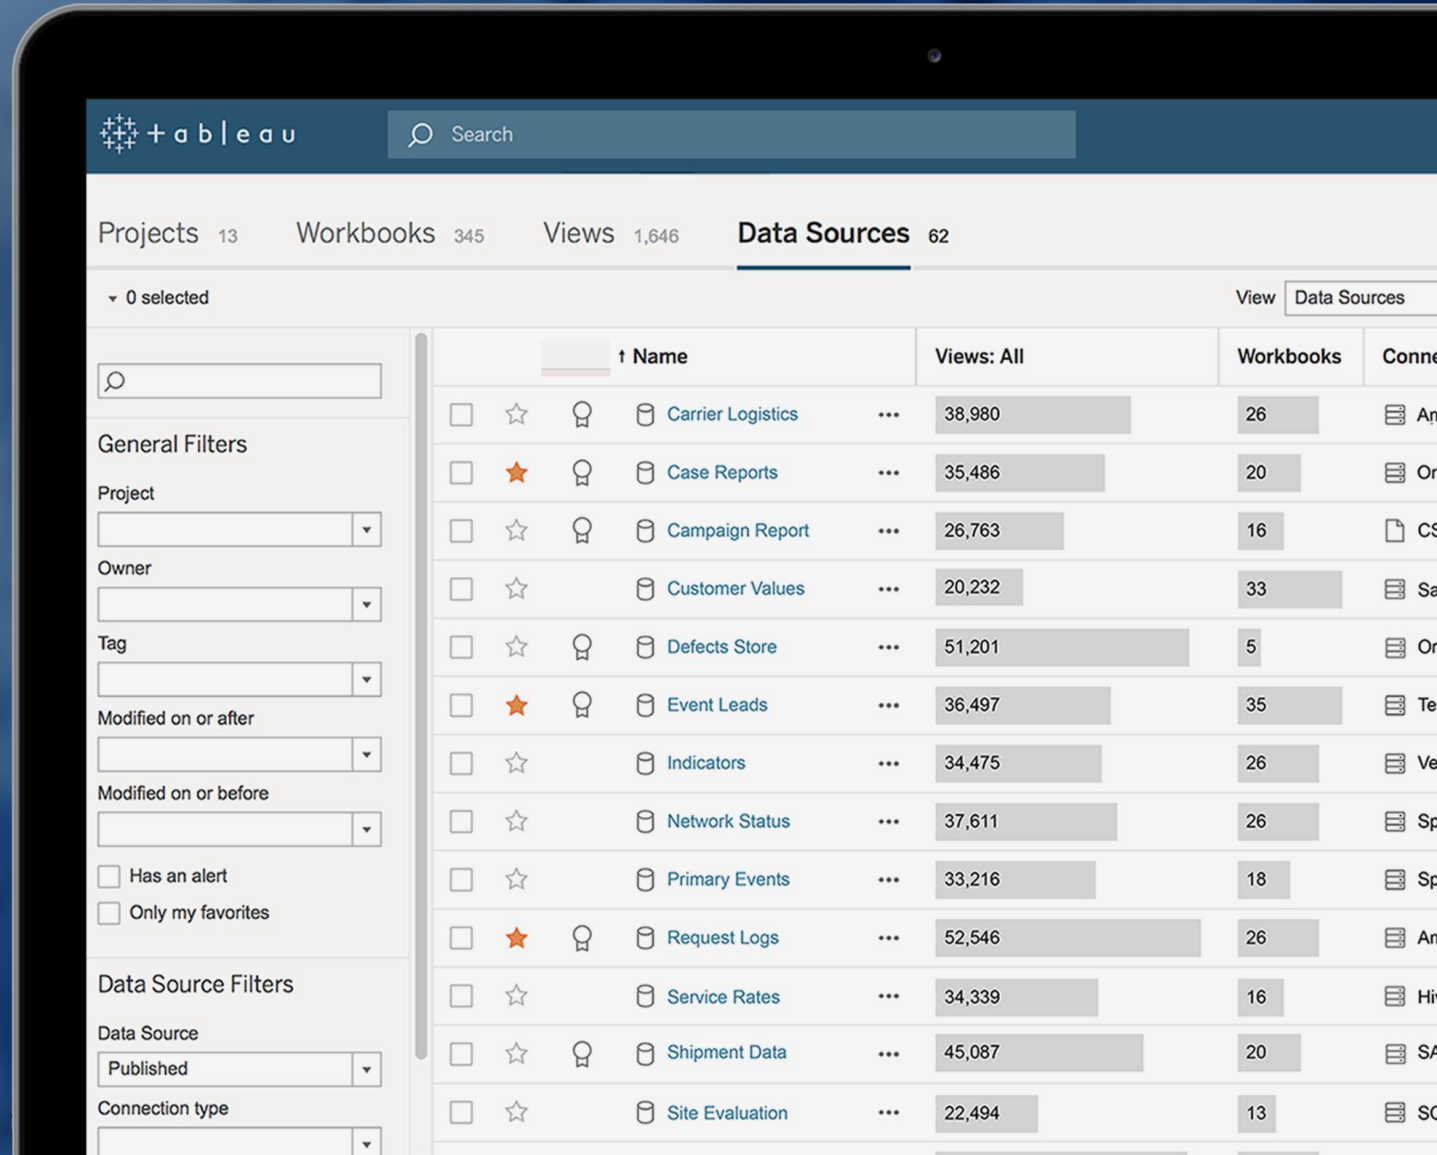 + a b | e a u
Search
Projects 13 Workbooks 345 Views 1,646 Data Sources 62
0 selected
View Data Sources
General Filters
Project
Owner
Tag
Modified on or after
Modified on or before
Has an alert
Only my favorites
Data Source Filters
Data Source
Published
Connection type
↑ Name Views: All Workbooks
Carrier Logistics ••• 38,980 26
Case Reports ••• 35,486 20
Campaign Report ••• 26,763 16
Customer Values ••• 20,232 33
Defects Store ••• 51,201 5
Event Leads ••• 36,497 35
Indicators ••• 34,475 26
Network Status ••• 37,611 26
Primary Events ••• 33,216 18
Request Logs ••• 52,546 26
Service Rates ••• 34,339 16
Shipment Data ••• 45,087 20
Site Evaluation ••• 22,494 13